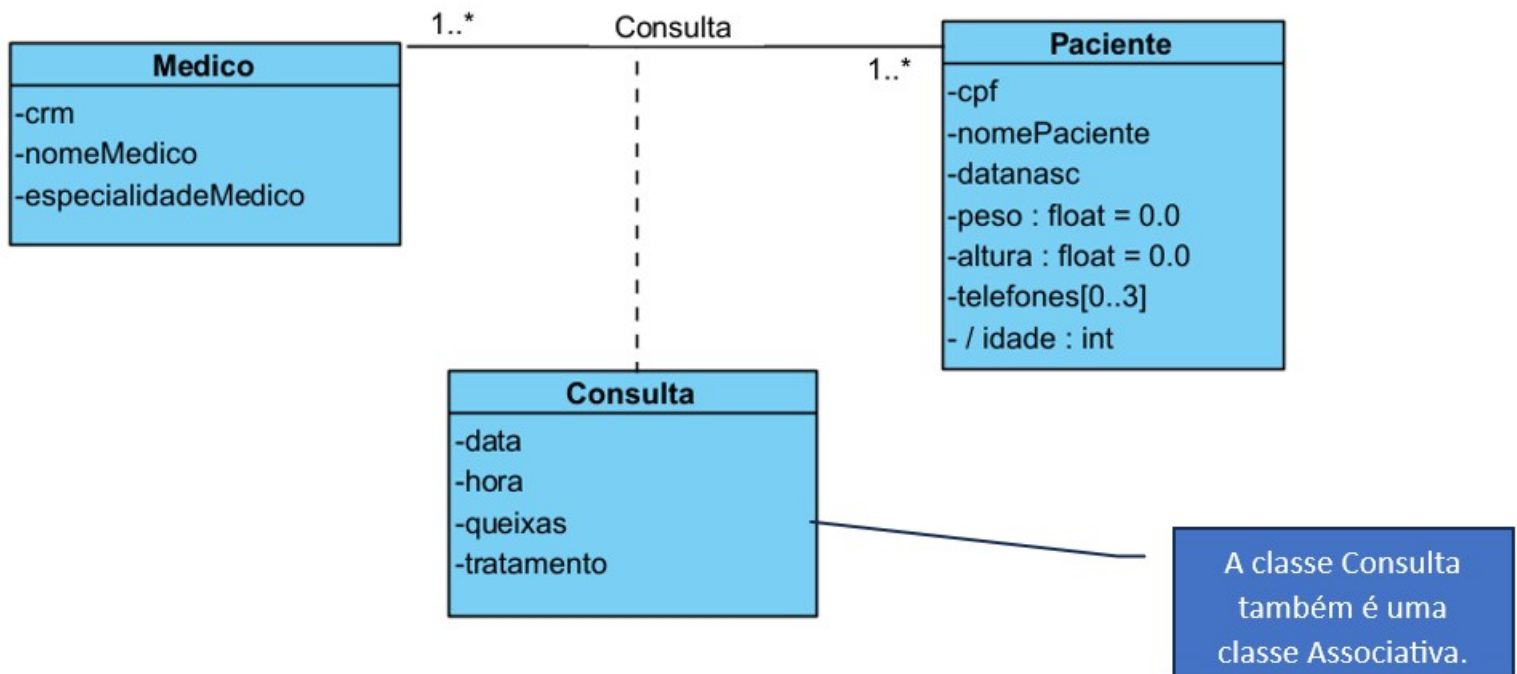 1..*
Consulta
1..*
Medico
-crm
-nomeMedico
-especialidadeMedico
Paciente
-cpf
-nomePaciente
-datanasc
-peso : float = 0.0
-altura : float = 0.0
-telefones[0..3]
- / idade : int
Consulta
-data
-hora
-queixas
-tratamento
A classe Consulta
também é uma
classe Associativa.